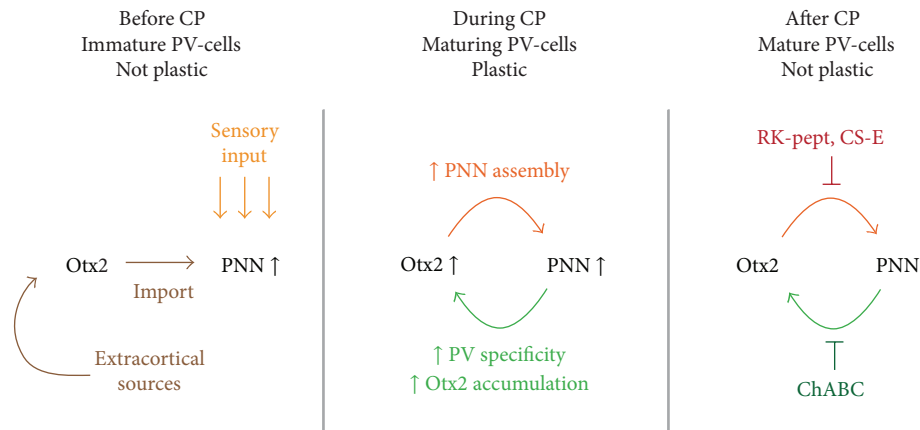 Before CP
Immature PV-cells
Not plastic
Sensory
input
Otx2
PNN ↑
Import
Extracortical
sources
During CP
Maturing PV-cells
Plastic
↑ PNN assembly
Otx2 ↑
PNN ↑
↑ PV specificity
↑ Otx2 accumulation
After CP
Mature PV-cells
Not plastic
RK-pept, CS-E
Otx2
PNN
ChABC